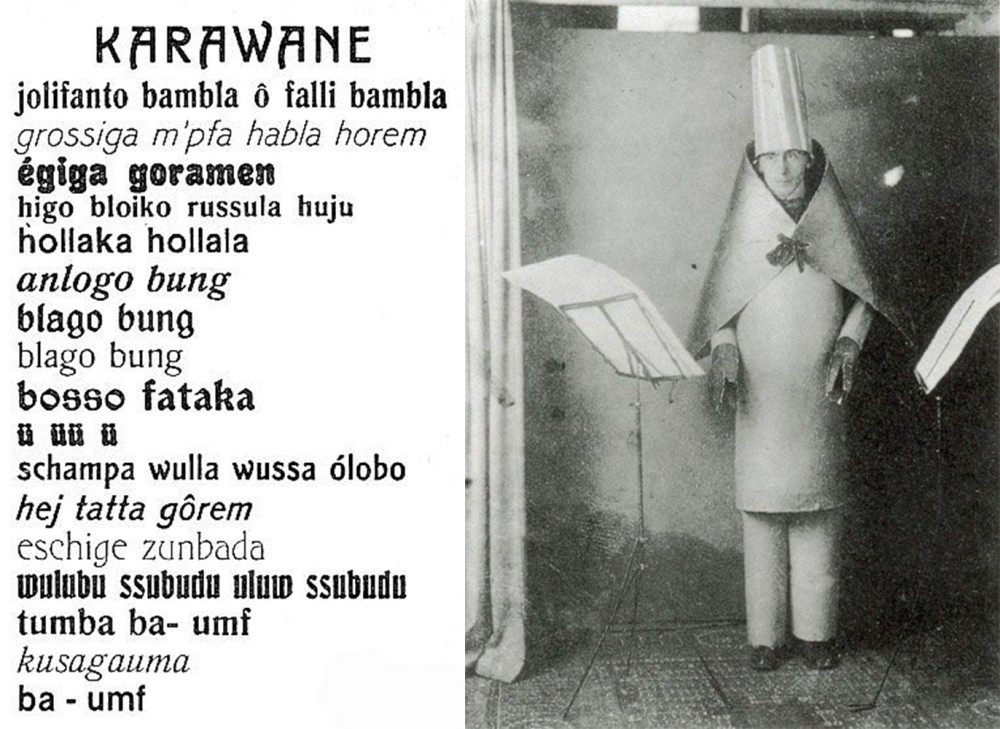 KARAWANE
jolifanto bambla ô falli bambla
grossiga m'pfa habla horem
égiga goramen
higo bloiko russula huju
hollaka hollala
anlogo bung
blago bung
blago bung
bosso fataka
ü üü ü
schampa wulla wussa ólobo
hej tatta gôrem
eschige zunbada
wulubu ssubudu uluw ssubudu
tumba ba- umf
kusagauma
ba - umf